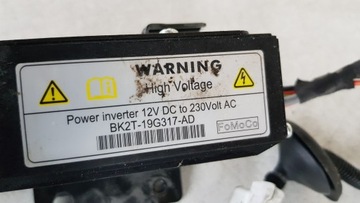 WARNING
High Voltage
Power inverter 12V DC to 230Volt AC
BK2T-19G317-AD
FoMoCo